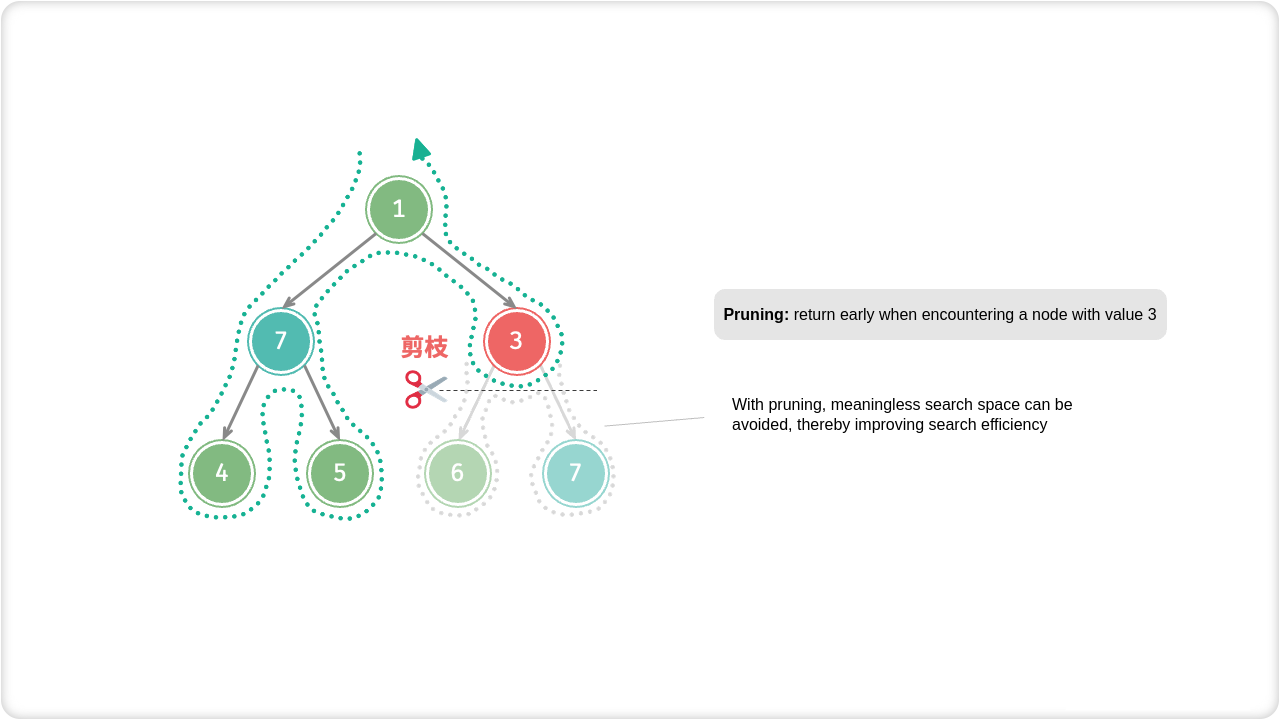 1
7
3
剪枝
4
5
6
7
Pruning: return early when encountering a node with value 3
With pruning, meaningless search space can be
avoided, thereby improving search efficiency